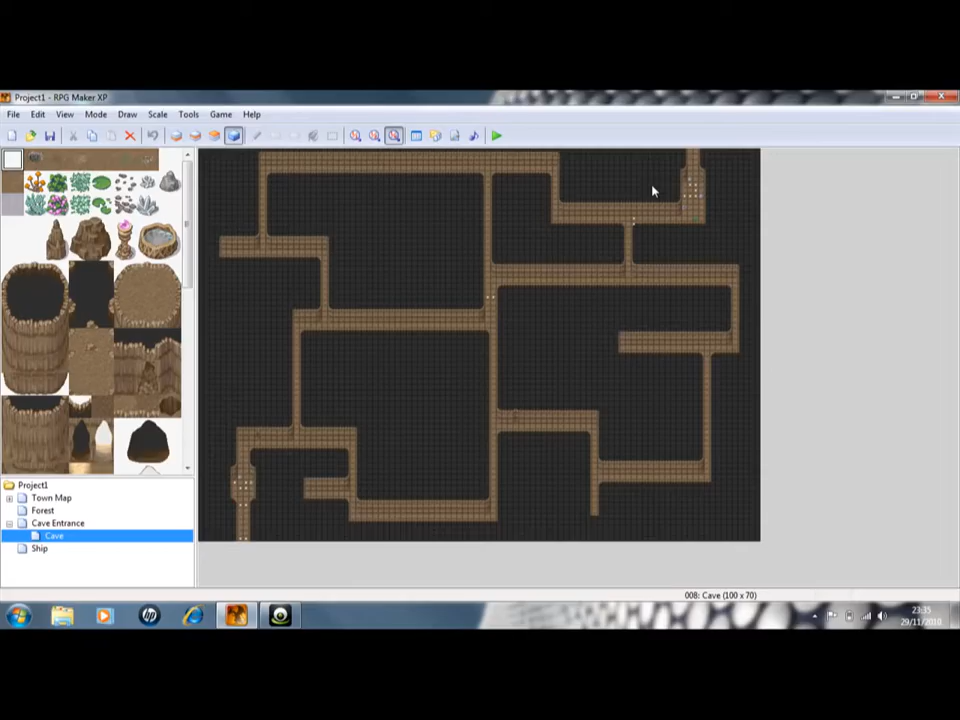 Project1 - RPG Maker XP
File Edit View Mode Draw Scale Tools Game Help
Project1
Town Map
Forest
Cave Entrance
Cave
Ship
008: Cave (100 x 70)
23:35
29/11/2010